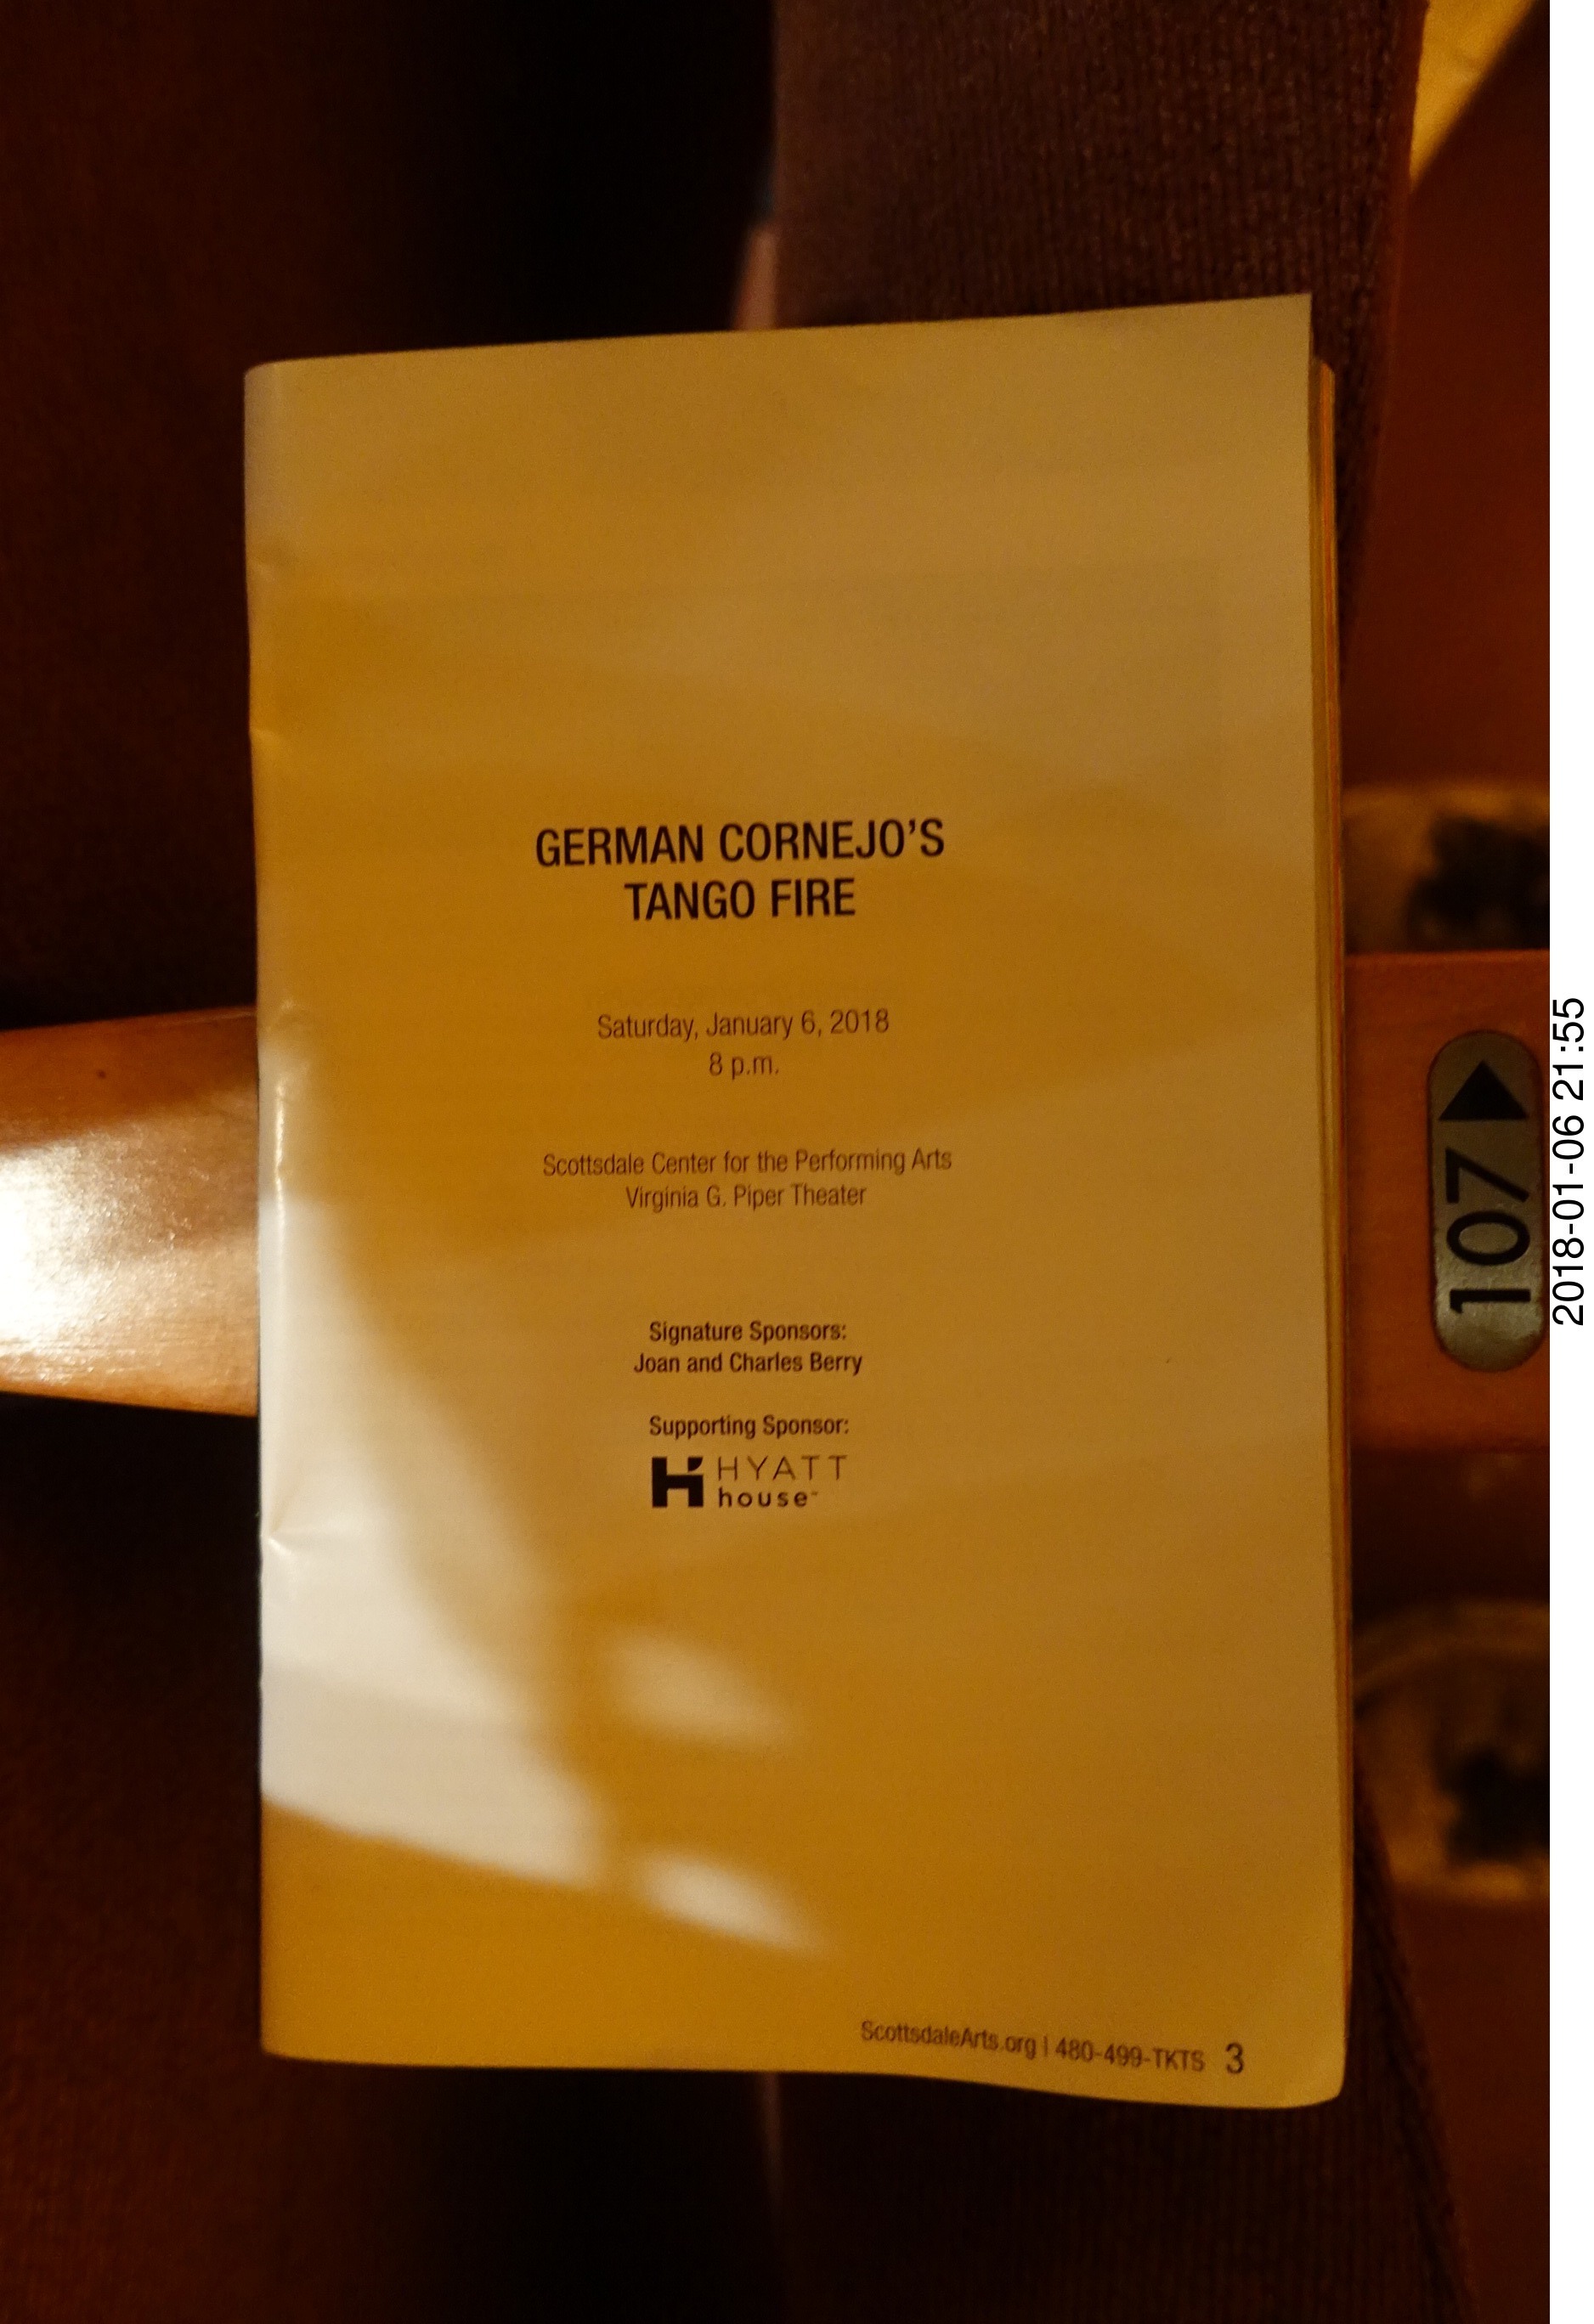 GERMAN CORNEJO'S
TANGO FIRE
Saturday, January 6, 2018
8 p.m.
Scottsdale Center for the Performing Arts
Virginia G. Piper Theater
Signature Sponsors:
Joan and Charles Berry
Supporting Sponsor:
HYATT
house™
ScottsdaleArts.org | 480-499-TKTS 3
107
2018-01-06 21:55